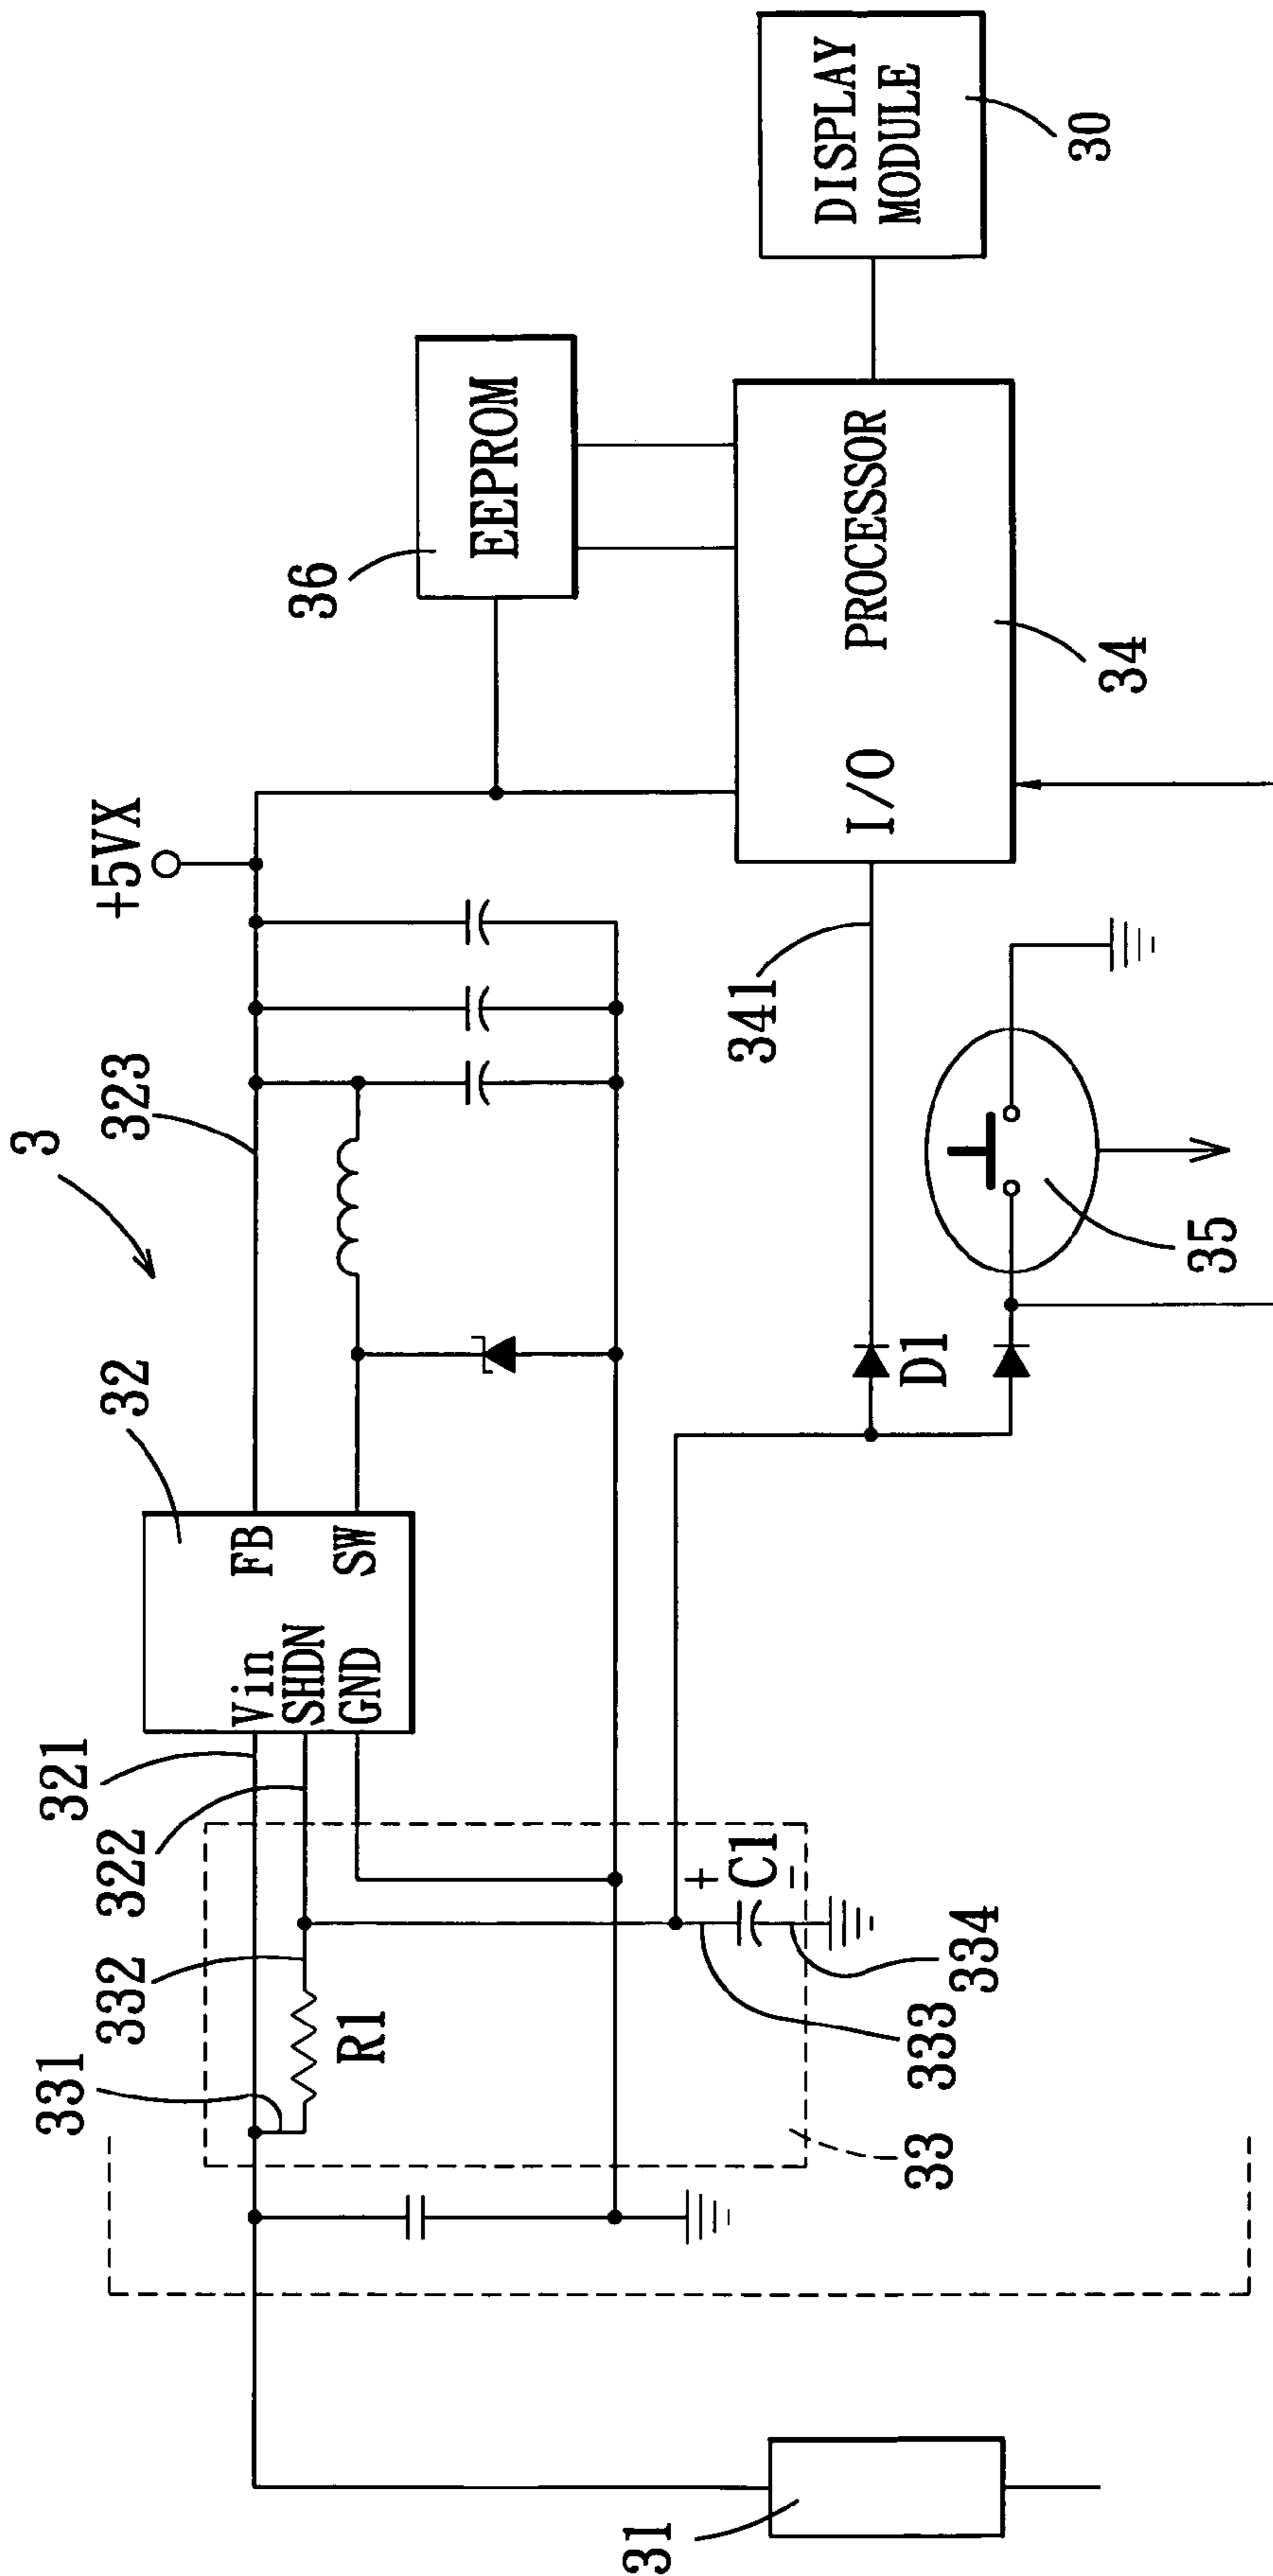 3
32
321
322
332
331
323
+5VX
36
EEPROM
Vin
SHDN
GND
FB
SW
R1
+
C1
−
333
334
33
31
341
D1
35
I/O
PROCESSOR
34
DISPLAY
MODULE
30